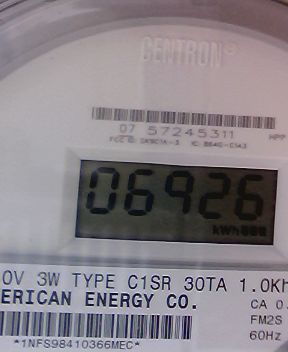 CENTRON®
07 57245311
06926
kWh888
0V 3W TYPE C1SR 30TA 1.0Kh
ERICAN ENERGY CO.
CA 0.
FM2S
60Hz
*1NFS98410366MEC*